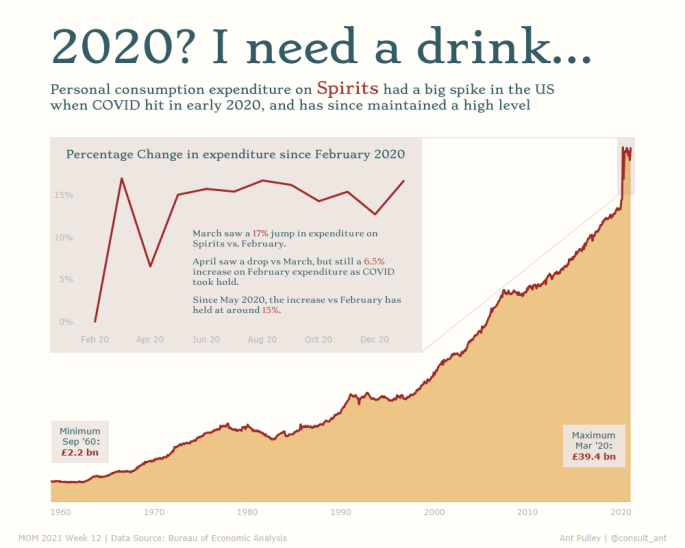 2020? I need a drink...
Personal consumption expenditure on Spirits had a big spike in the US
when COVID hit in early 2020, and has since maintained a high level
Percentage Change in expenditure since February 2020
15%
10%
5%
0%
March saw a 17% jump in expenditure on
Spirits vs. February.
April saw a drop vs March, but still a 6.5%
increase on February expenditure as COVID
took hold.
Since May 2020, the increase vs February has
held at around 15%.
Feb 20 Apr 20 Jun 20 Aug 20 Oct 20 Dec 20
Minimum
Sep '60:
£2.2 bn
Maximum
Mar '20:
£39.4 bn
1960 1970 1980 1990 2000 2010 2020
MOM 2021 Week 12 | Data Source: Bureau of Economic Analysis
Ant Pulley | @consult_ant